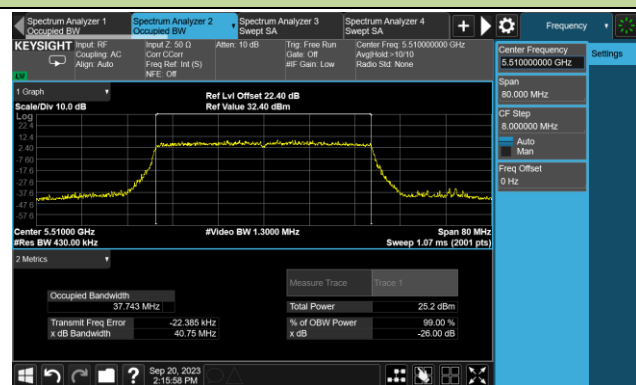 Spectrum Analyzer 1
Occupied BW
Spectrum Analyzer 2
Occupied BW
Spectrum Analyzer 3
Swept SA
Spectrum Analyzer 4
Swept SA
+
Frequency
KEYSIGHT
Input: RF
Coupling: AC
Align: Auto
Input Z: 50 Ω
Corr CCorr
Freq Ref: Int (S)
NFE: Off
Atten: 10 dB
Trig: Free Run
Gate: Off
#IF Gain: Low
Center Freq: 5.510000000 GHz
Avg|Hold:>10/10
Radio Std: None
Center Frequency
5.510000000 GHz
Settings
Span
80.000 MHz
CF Step
8.000000 MHz
Auto
Man
Freq Offset
0 Hz
1 Graph
Scale/Div 10.0 dB
Ref Lvl Offset 22.40 dB
Ref Value 32.40 dBm
Log
22.4
12.4
2.40
-7.60
-17.6
-27.6
-37.6
-47.6
-57.6
Center 5.51000 GHz
#Res BW 430.00 kHz
#Video BW 1.3000 MHz
Span 80 MHz
Sweep 1.07 ms (2001 pts)
2 Metrics
Measure Trace
Trace 1
Occupied Bandwidth
37.743 MHz
Total Power
25.2 dBm
Transmit Freq Error
-22.385 kHz
% of OBW Power
99.00 %
x dB Bandwidth
40.75 MHz
x dB
-26.00 dB
?
Sep 20, 2023
2:15:58 PM